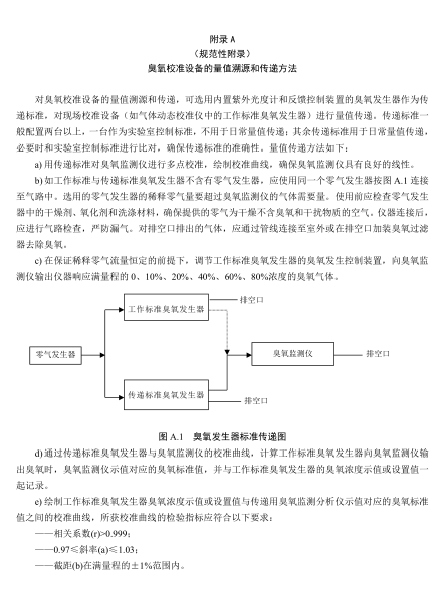 附录 A
（规范性附录）
臭氧校准设备的量值溯源和传递方法
对臭氧校准设备的量值溯源和传递，可选用内置紫外光度计和反馈控制装置的臭氧发生器作为传
递标准，对现场校准设备（如气体动态校准仪中的工作标准臭氧发生器）进行量值传递。传递标准一
般配置两台以上，一台作为实验室控制标准，不用于日常量值传递；其余传递标准用于日常量值传递，
必要时和实验室控制标准进行比对，确保传递标准的准确性。量值传递方法如下：
a) 用传递标准对臭氧监测仪进行多点校准，绘制校准曲线，确保臭氧监测仪具有良好的线性。
b) 如工作标准与传递标准臭氧发生器不含有零气发生器，应使用同一个零气发生器按图 A.1 连接
至气路中。选用的零气发生器的稀释零气量要超过臭氧监测仪的气体需要量。使用前应检查零气发生
器中的干燥剂、氧化剂和洗涤材料，确保提供的零气为干燥不含臭氧和干扰物质的空气。仪器连接后，
应进行气路检查，严防漏气。对排空口排出的气体，应通过管线连接至室外或在排空口加装臭氧过滤
器去除臭氧。
c) 在保证稀释零气流量恒定的前提下，调节工作标准臭氧发生器的臭氧发生控制装置，向臭氧监
测仪输出仪器响应满量程的 0、10%、20%、40%、60%、80%浓度的臭氧气体。
排空口
工作标准臭氧发生器
零气发生器
臭氧监测仪
排空口
传递标准臭氧发生器
排空口
图 A.1 臭氧发生器标准传递图
d) 通过传递标准臭氧发生器与臭氧监测仪的校准曲线，计算工作标准臭氧发生器向臭氧监测仪输
出臭氧时，臭氧监测仪示值对应的臭氧标准值，并与工作标准臭氧发生器的臭氧浓度示值或设置值一
起记录。
e) 绘制工作标准臭氧发生器臭氧浓度示值或设置值与传递用臭氧监测分析仪示值对应的臭氧标准
值之间的校准曲线，所获校准曲线的检验指标应符合以下要求：
——相关系数(r)>0.999；
——0.97≤斜率(a)≤1.03；
——截距(b)在满量程的±1%范围内。